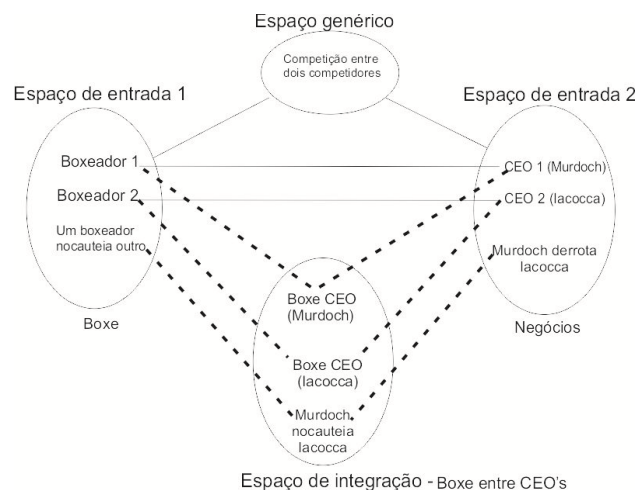 Espaço genérico
Competição entre
dois competidores
Espaço de entrada 1
Espaço de entrada 2
Boxeador 1
Boxeador 2
Um boxeador
nocauteia outro
Boxe
CEO 1 (Murdoch)
CEO 2 (Iacocca)
Murdoch derrota
Iacocca
Negócios
Boxe CEO
(Murdoch)
Boxe CEO
(Iacocca)
Murdoch
nocauteia
Iacocca
Espaço de integração - Boxe entre CEO's